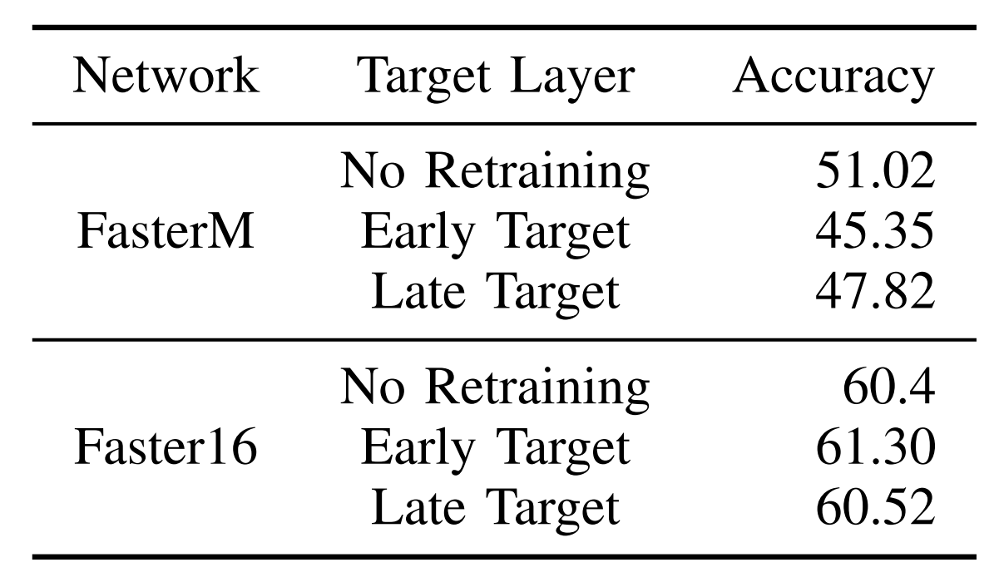 Network Target Layer Accuracy
No Retraining 51.02
FasterM Early Target 45.35
Late Target 47.82
No Retraining 60.4
Faster16 Early Target 61.30
Late Target 60.52